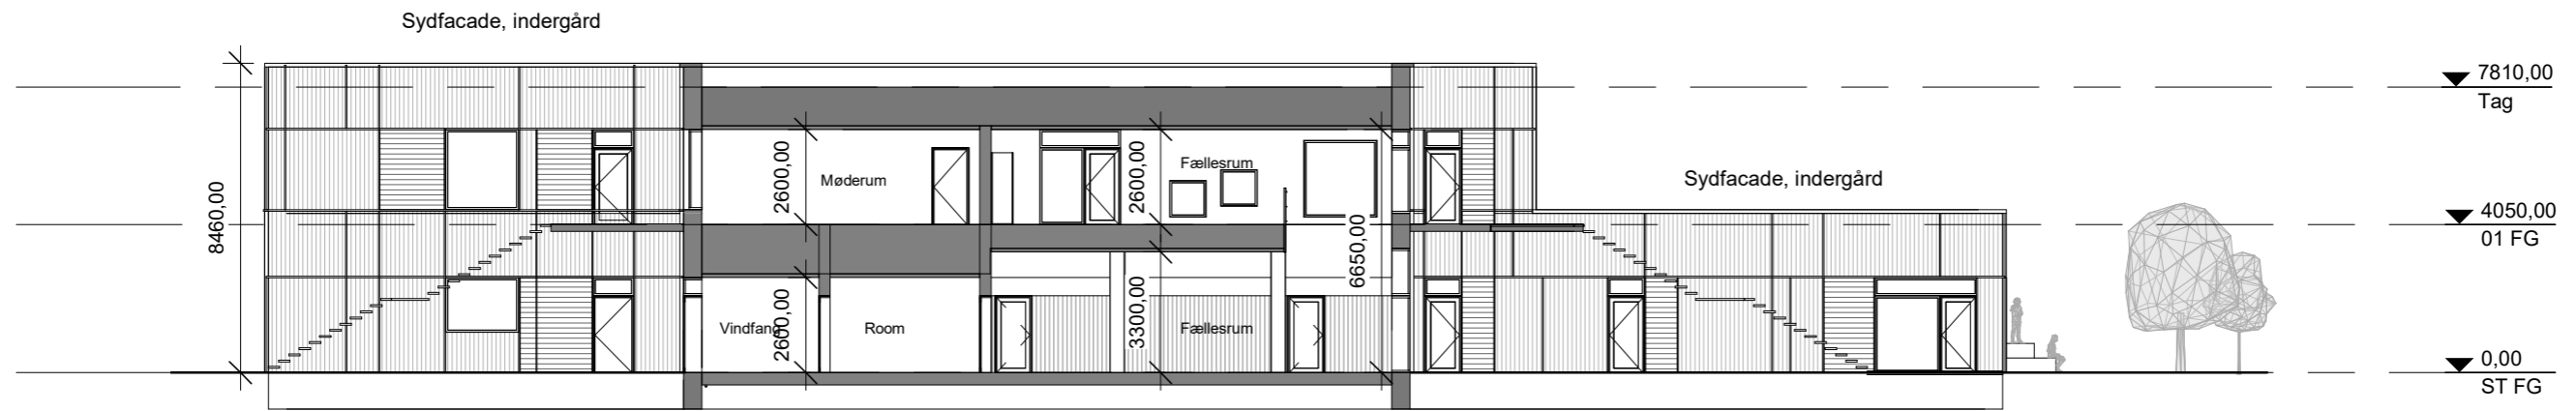 Sydfacade, indergård
7810,00
Tag
2600,00
2600,00
Fællesrum
Møderum
Sydfacade, indergård
8460,00
6650,00
4050,00
01 FG
2600,00
3300,00
Vindfang
Room
Fællesrum
0,00
ST FG